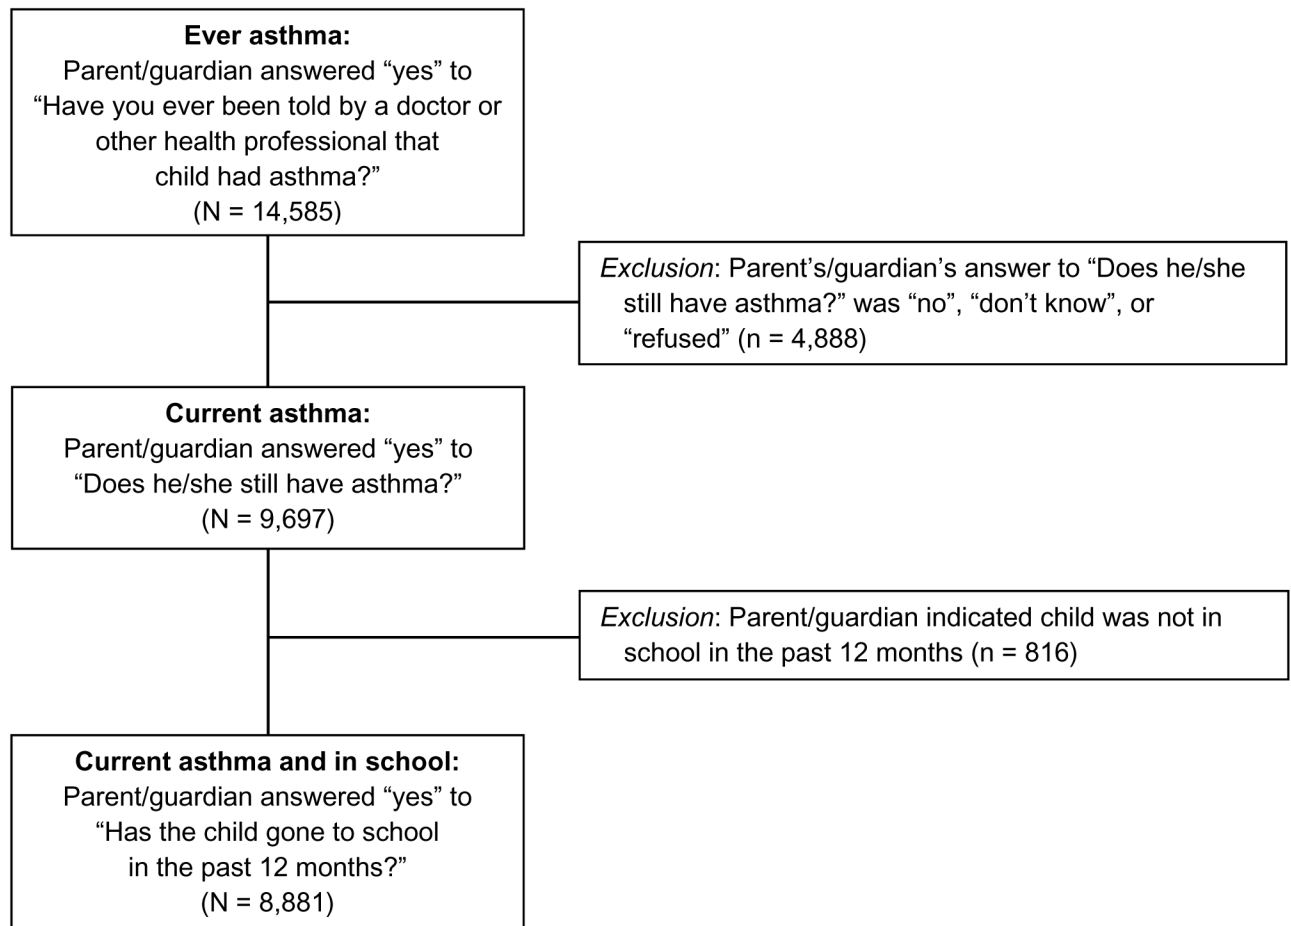 Ever asthma:
Parent/guardian answered “yes” to
“Have you ever been told by a doctor or
other health professional that
child had asthma?”
(N = 14,585)
Exclusion: Parent’s/guardian’s answer to “Does he/she
still have asthma?” was “no”, “don’t know”, or
“refused” (n = 4,888)
Current asthma:
Parent/guardian answered “yes” to
“Does he/she still have asthma?”
(N = 9,697)
Exclusion: Parent/guardian indicated child was not in
school in the past 12 months (n = 816)
Current asthma and in school:
Parent/guardian answered “yes” to
“Has the child gone to school
in the past 12 months?”
(N = 8,881)